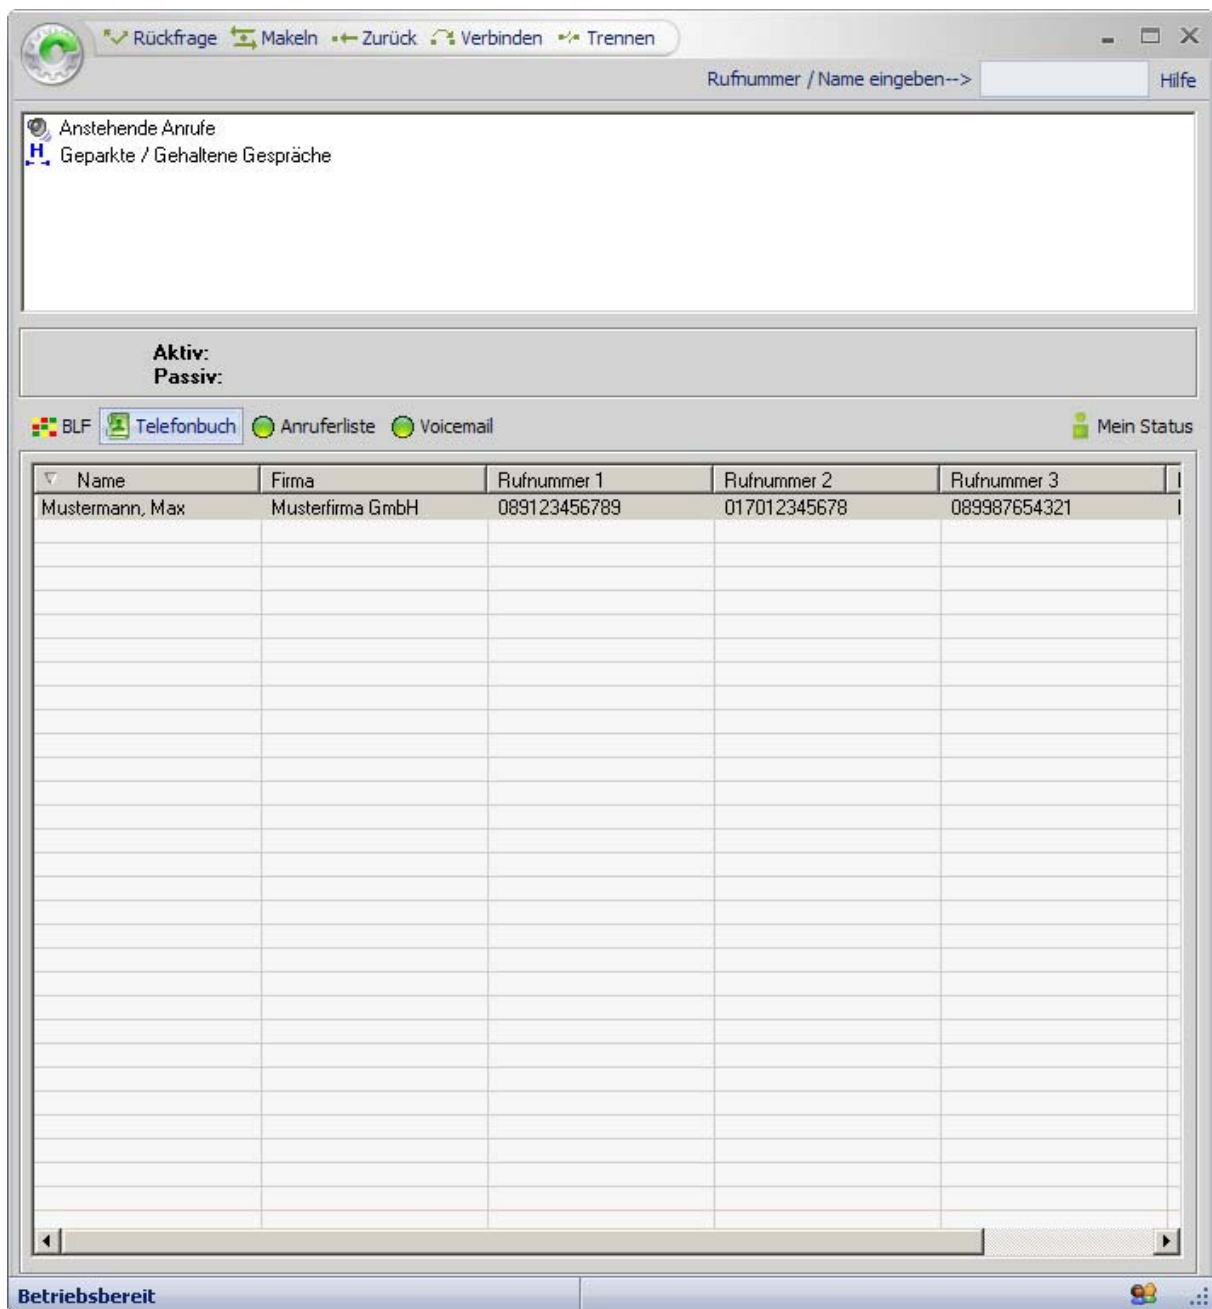 Rückfrage Makeln Zurück Verbinden Trennen
Rufnummer / Name eingeben--> Hilfe
Anstehende Anrufe
H Geparkte / Gehaltene Gespräche
Aktiv:
Passiv:
BLF Telefonbuch Anruferliste Voicemail Mein Status
Name Firma Rufnummer 1 Rufnummer 2 Rufnummer 3
Mustermann, Max Musterfirma GmbH 089123456789 017012345678 089987654321
Betriebsbereit